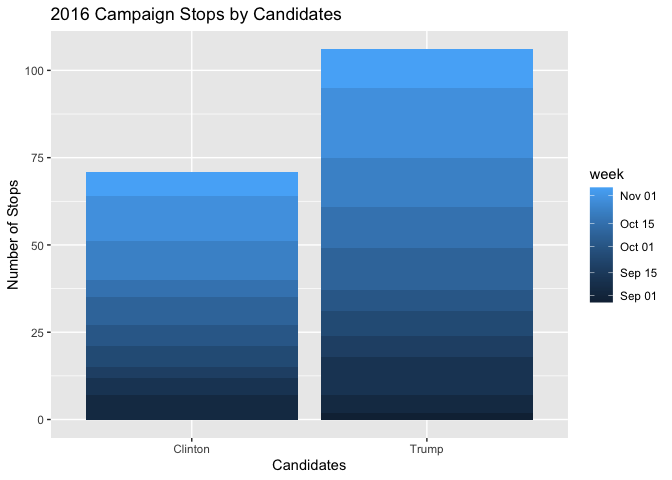 2016 Campaign Stops by Candidates
Number of Stops
100
75
50
25
0
Clinton Trump
Candidates
week
Nov 01
Oct 15
Oct 01
Sep 15
Sep 01